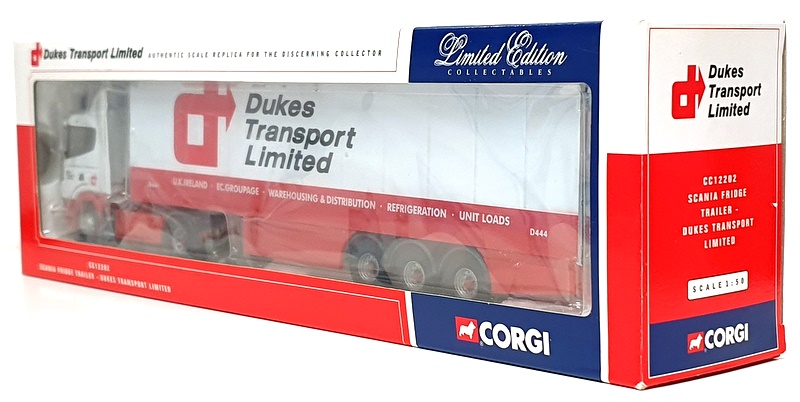 Dukes Transport Limited AUTHENTIC SCALE REPLICA FOR THE DISCERNING COLLECTOR
Limited Edition
COLLECTABLES
Dukes
Transport
Limited
U.K. IRELAND · EC. GROUPAGE · WAREHOUSING & DISTRIBUTION · REFRIGERATION · UNIT LOADS
D444
CC12202
SCANIA FRIDGE TRAILER - DUKES TRANSPORT LIMITED
CORGI
Dukes
Transport
Limited
CC12202
SCANIA FRIDGE
TRAILER -
DUKES TRANSPORT
LIMITED
SCALE 1:50
CORGI